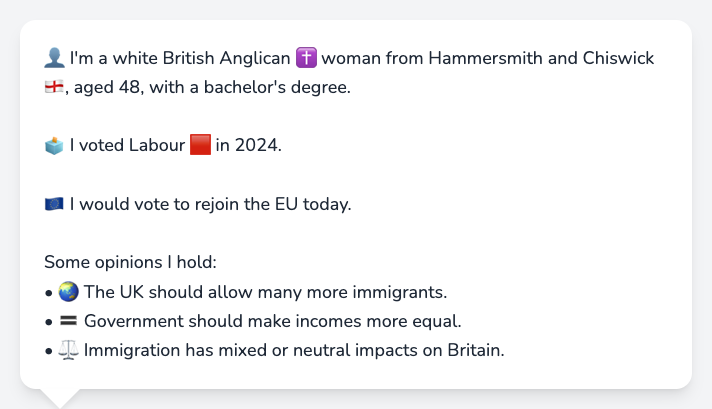 👤 I'm a white British Anglican ✝️ woman from Hammersmith and Chiswick
🏴󠁧󠁢󠁥󠁮󠁧󠁿, aged 48, with a bachelor's degree.
🗳️ I voted Labour 🟥 in 2024.
🇪🇺 I would vote to rejoin the EU today.
Some opinions I hold:
• 🌏 The UK should allow many more immigrants.
• 🟰 Government should make incomes more equal.
• ⚖️ Immigration has mixed or neutral impacts on Britain.